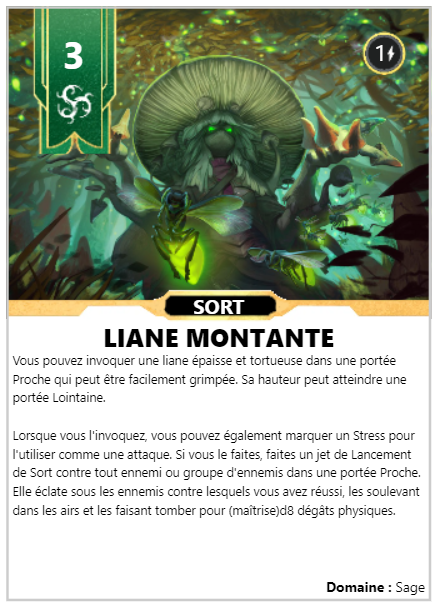 3
1
SORT
LIANE MONTANTE
Vous pouvez invoquer une liane épaisse et tortueuse dans une portée
Proche qui peut être facilement grimpée. Sa hauteur peut atteindre une
portée Lointaine.
Lorsque vous l'invoquez, vous pouvez également marquer un Stress pour
l'utiliser comme une attaque. Si vous le faites, faites un jet de Lancement
de Sort contre tout ennemi ou groupe d'ennemis dans une portée Proche.
Elle éclate sous les ennemis contre lesquels vous avez réussi, les soulevant
dans les airs et les faisant tomber pour (maîtrise)d8 dégâts physiques.
Domaine : Sage